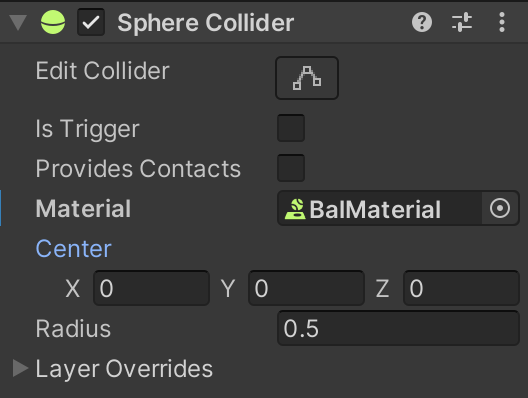 Sphere Collider
Edit Collider
Is Trigger
Provides Contacts
Material BalMaterial
Center
X 0 Y 0 Z 0
Radius 0.5
Layer Overrides